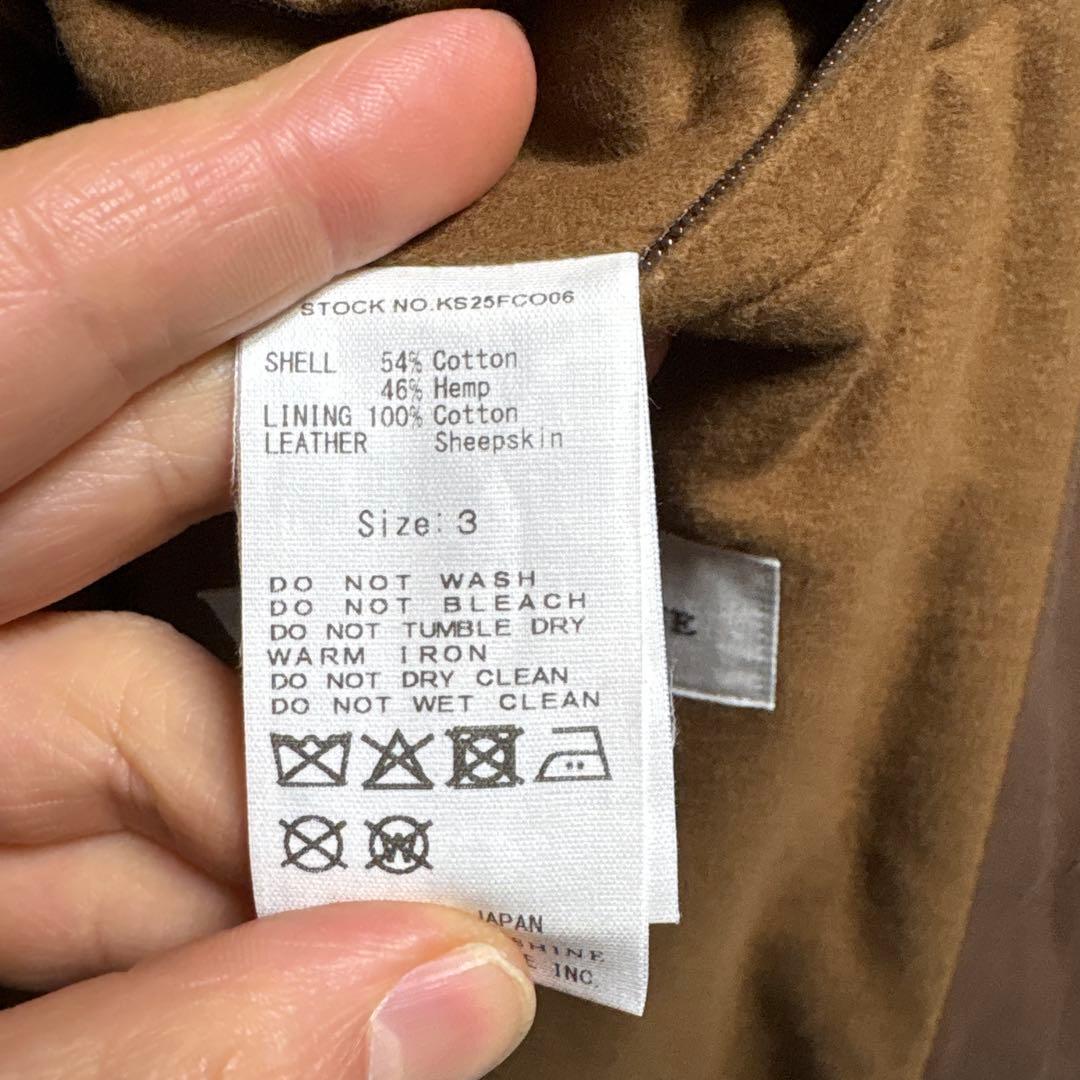 STOCK NO.KS25FCO06
SHELL 54% Cotton
46% Hemp
LINING 100% Cotton
LEATHER Sheepskin
Size: 3
DO NOT WASH
DO NOT BLEACH
DO NOT TUMBLE DRY
WARM IRON
DO NOT DRY CLEAN
DO NOT WET CLEAN
W
JAPAN
SHINE
INC.